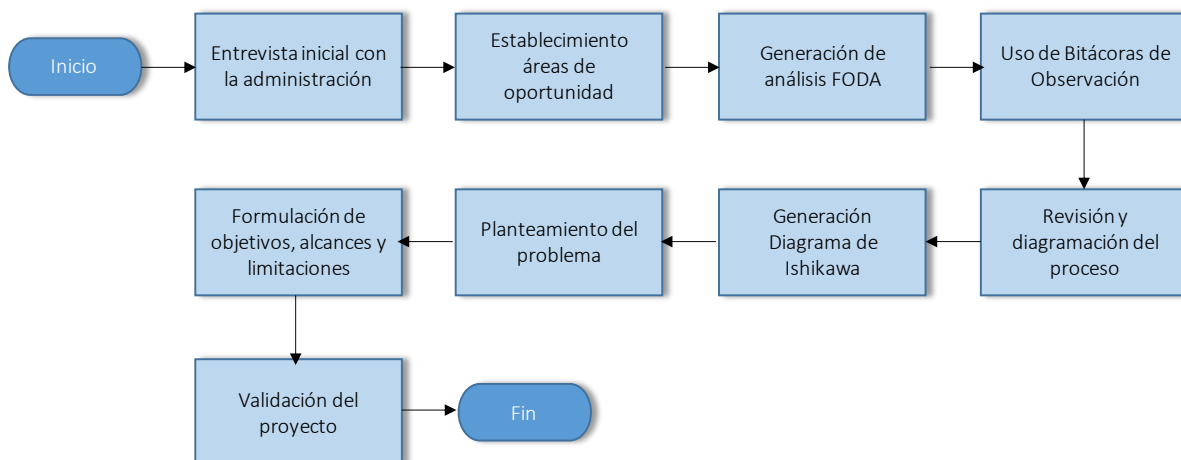 Inicio
Entrevista inicial con
la administración
Establecimiento
áreas de
oportunidad
Generación de
análisis FODA
Uso de Bitácoras de
Observación
Revisión y
diagramación del
proceso
Generación
Diagrama de
Ishikawa
Planteamiento del
problema
Formulación de
objetivos, alcances y
limitaciones
Validación del
proyecto
Fin